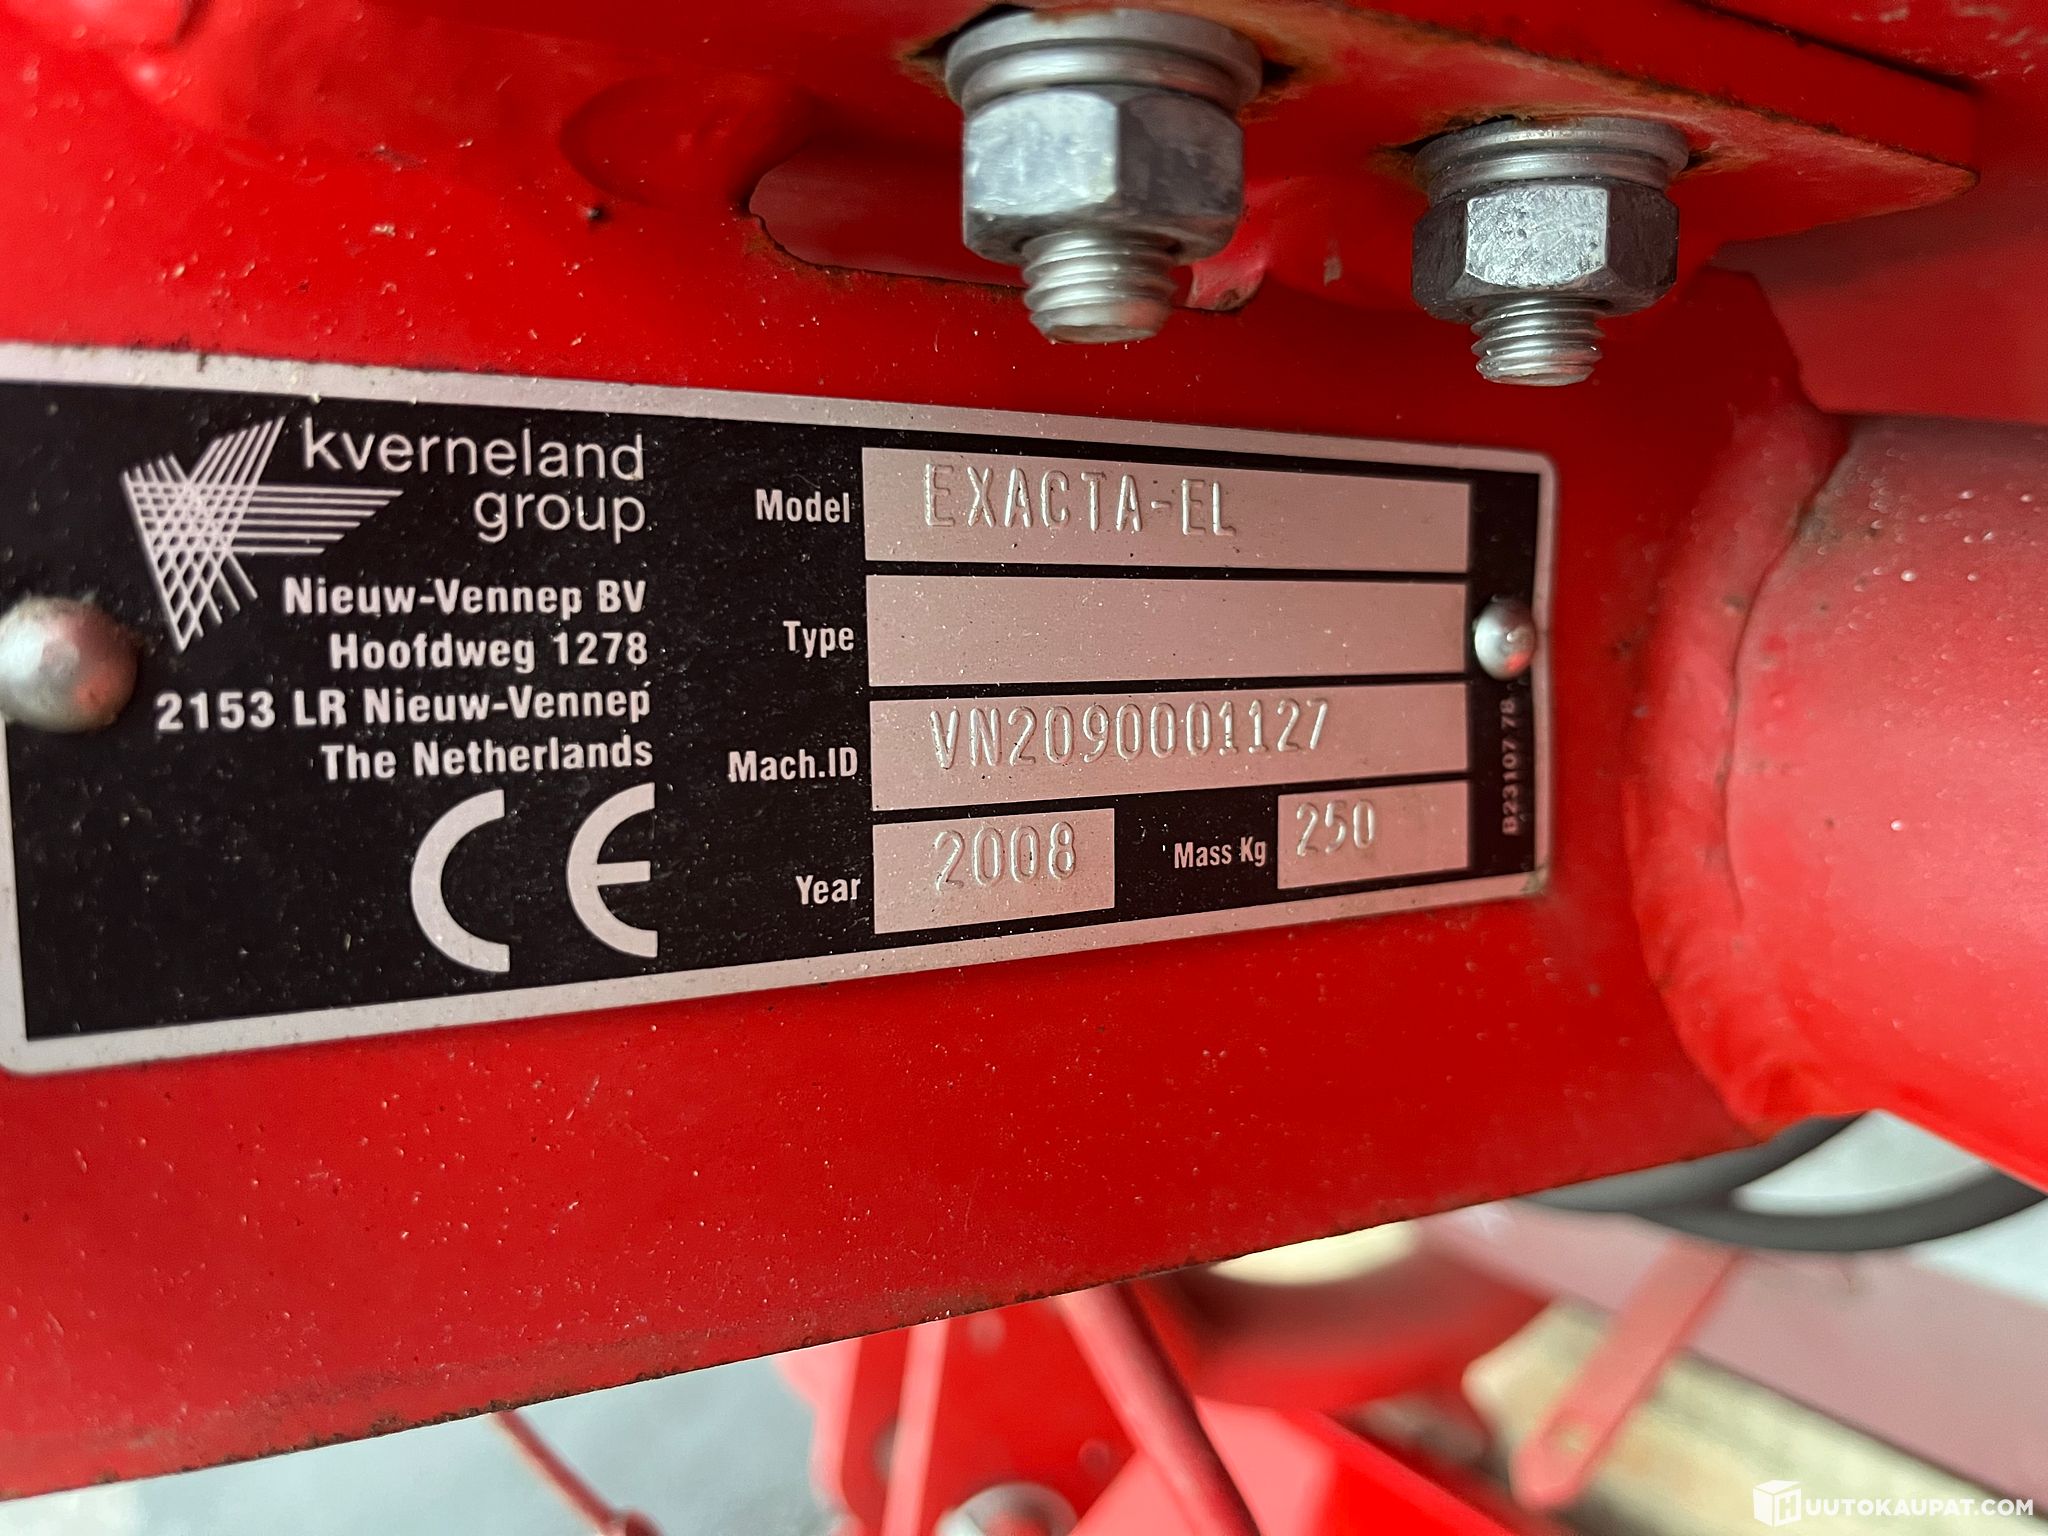 kverneland
group
Nieuw-Vennep BV
Hoofdweg 1278
2153 LR Nieuw-Vennep
The Netherlands
CE
Model EXACTA-EL
Type
Mach.ID VN2090001127
Year 2008 Mass Kg 250
B23107 78
HUUTOKAUPAT.COM